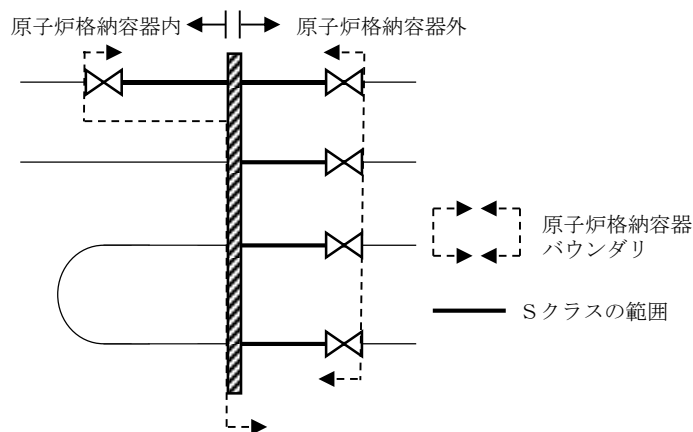 原子炉格納容器内
原子炉格納容器外
原子炉格納容器
バウンダリ
Ｓクラスの範囲